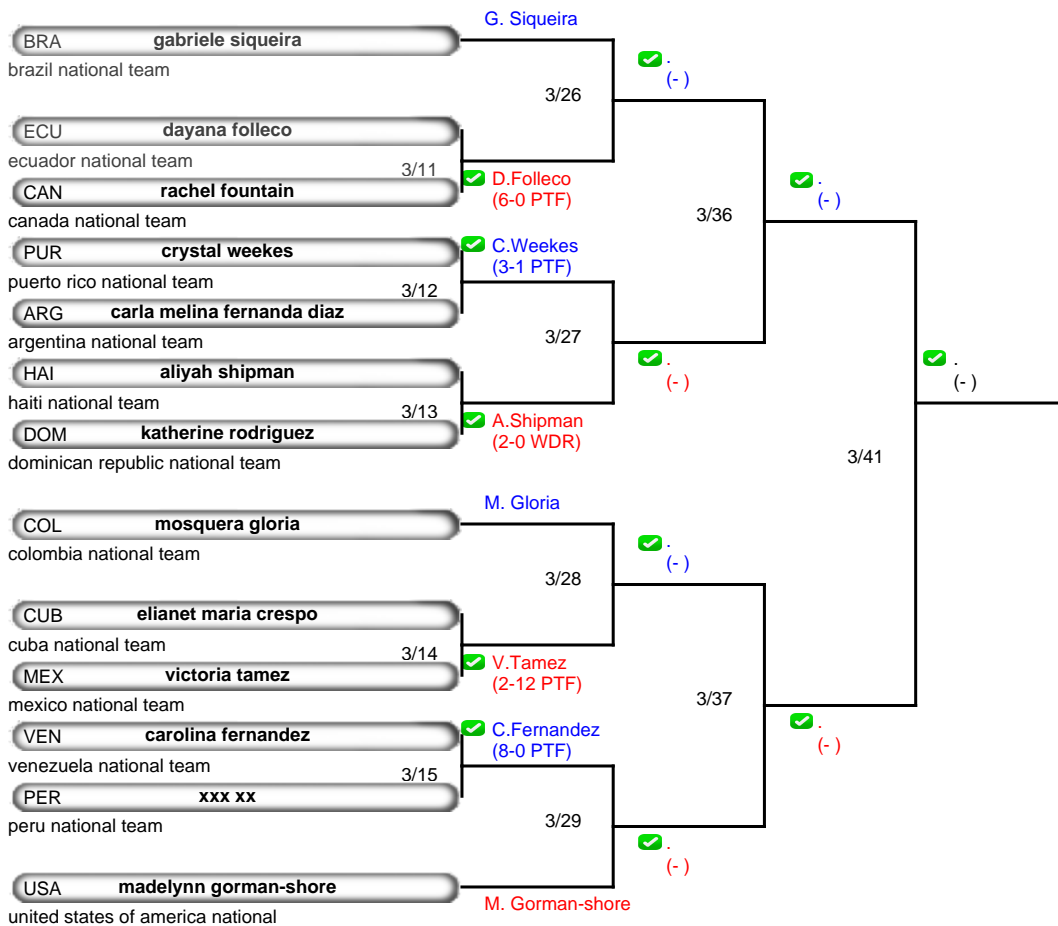 G. Siqueira
BRA gabriele siqueira
brazil national team
.
(- )
3/26
ECU dayana folleco
ecuador national team
3/11
CAN rachel fountain
canada national team
D.Folleco
(6-0 PTF)
.
(- )
3/36
PUR crystal weekes
puerto rico national team
C.Weekes
(3-1 PTF)
3/12
ARG carla melina fernanda diaz
argentina national team
3/27
HAI aliyah shipman
haiti national team
.
(- )
.
(- )
3/13
DOM katherine rodriguez
dominican republic national team
A.Shipman
(2-0 WDR)
3/41
M. Gloria
COL mosquera gloria
colombia national team
.
(- )
3/28
CUB elianet maria crespo
cuba national team
3/14
MEX victoria tamez
mexico national team
V.Tamez
(2-12 PTF)
3/37
VEN carolina fernandez
venezuela national team
C.Fernandez
(8-0 PTF)
.
(- )
3/15
PER xxx xx
peru national team
3/29
.
(- )
USA madelynn gorman-shore
united states of america national
M. Gorman-shore